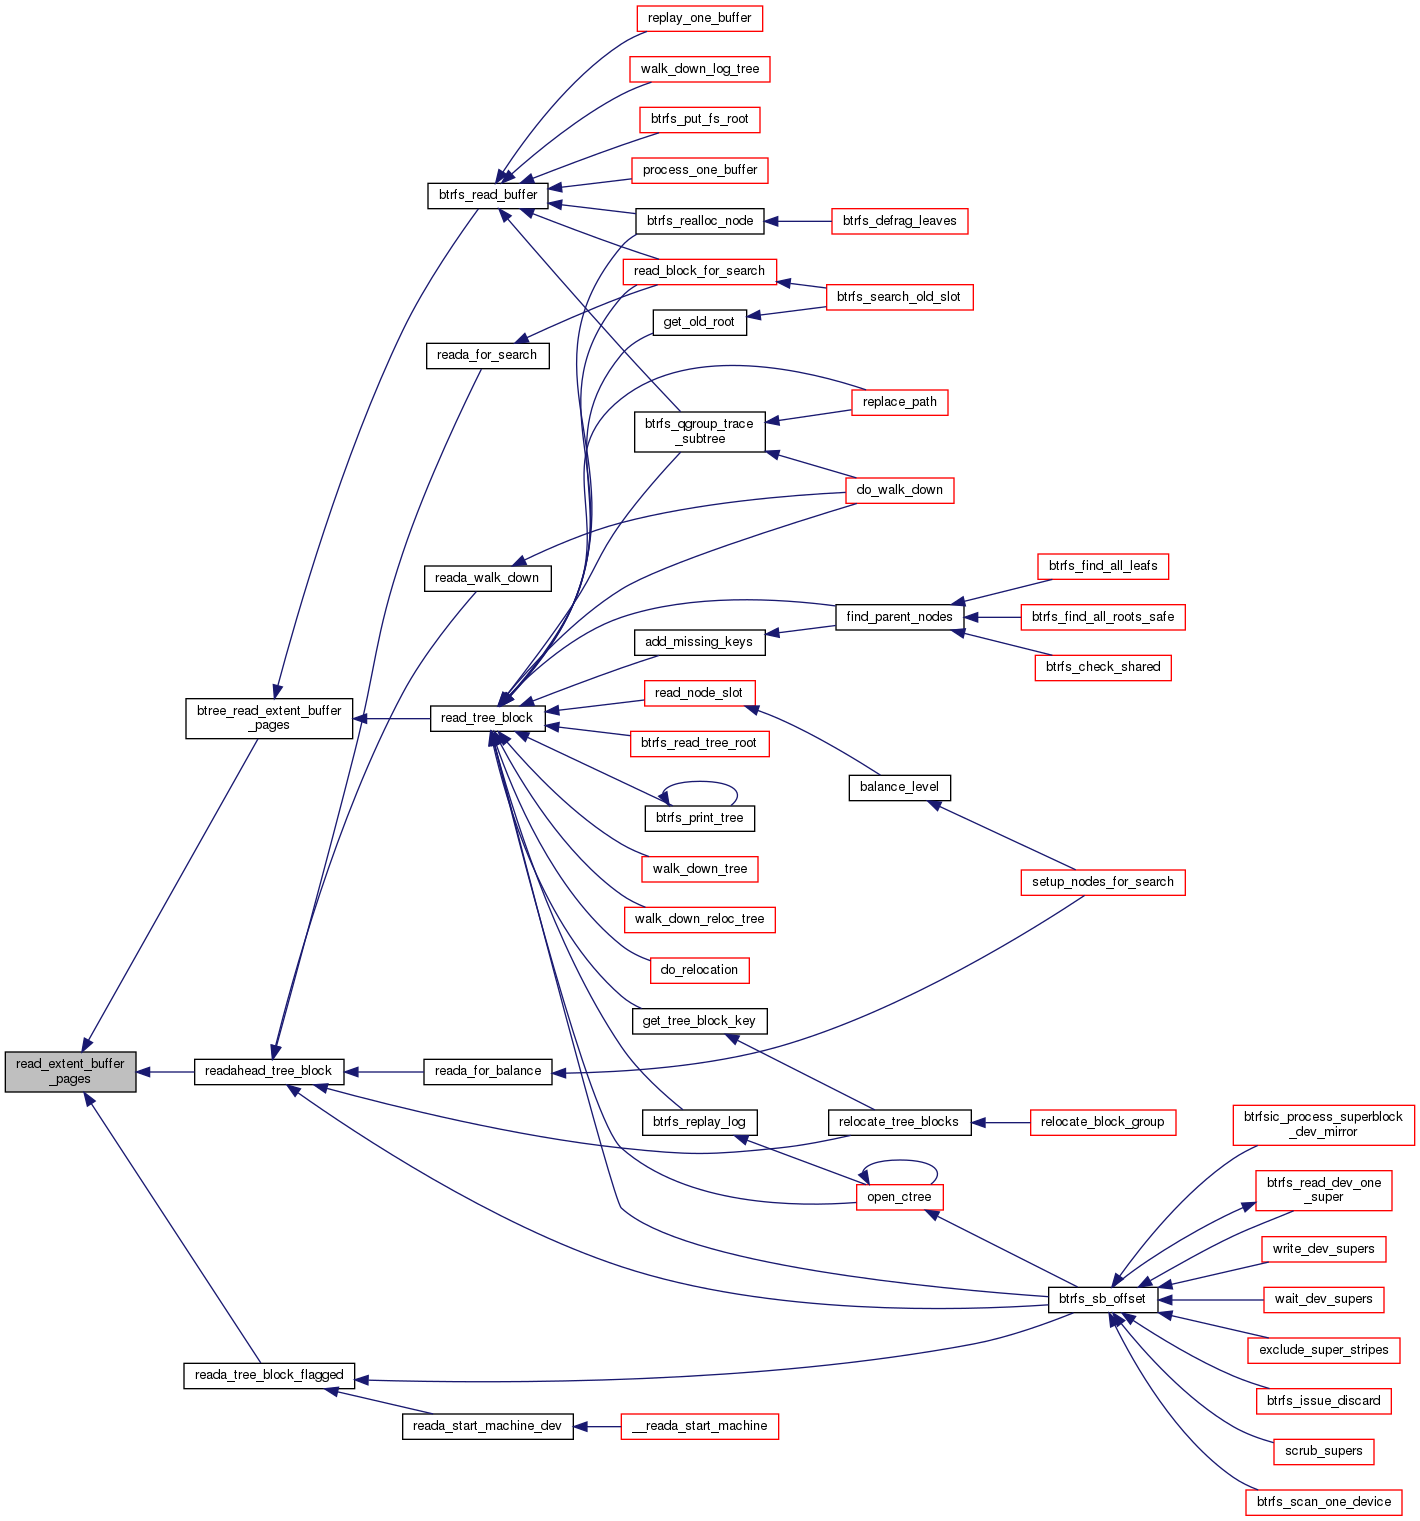 replay_one_buffer
walk_down_log_tree
btrfs_put_fs_root
process_one_buffer
btrfs_read_buffer
btrfs_realloc_node
btrfs_defrag_leaves
read_block_for_search
btrfs_search_old_slot
get_old_root
reada_for_search
replace_path
btrfs_qgroup_trace
_subtree
do_walk_down
reada_walk_down
btrfs_find_all_leafs
find_parent_nodes
btrfs_find_all_roots_safe
add_missing_keys
btrfs_check_shared
read_node_slot
btree_read_extent_buffer
_pages
read_tree_block
btrfs_read_tree_root
balance_level
btrfs_print_tree
walk_down_tree
setup_nodes_for_search
walk_down_reloc_tree
do_relocation
get_tree_block_key
read_extent_buffer
_pages
readahead_tree_block
reada_for_balance
btrfs_replay_log
relocate_tree_blocks
relocate_block_group
btrfsic_process_superblock
_dev_mirror
open_ctree
btrfs_read_dev_one
_super
write_dev_supers
btrfs_sb_offset
wait_dev_supers
exclude_super_stripes
reada_tree_block_flagged
btrfs_issue_discard
reada_start_machine_dev
__reada_start_machine
scrub_supers
btrfs_scan_one_device